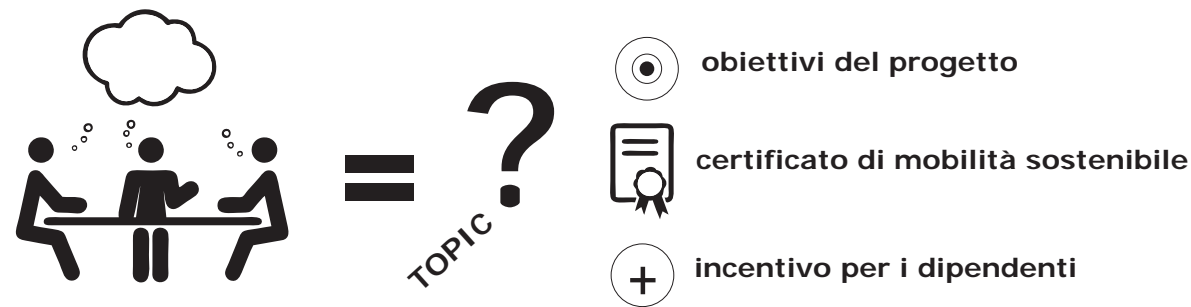 = ?
TOPIC
obiettivi del progetto
certificato di mobilità sostenibile
+
incentivo per i dipendenti